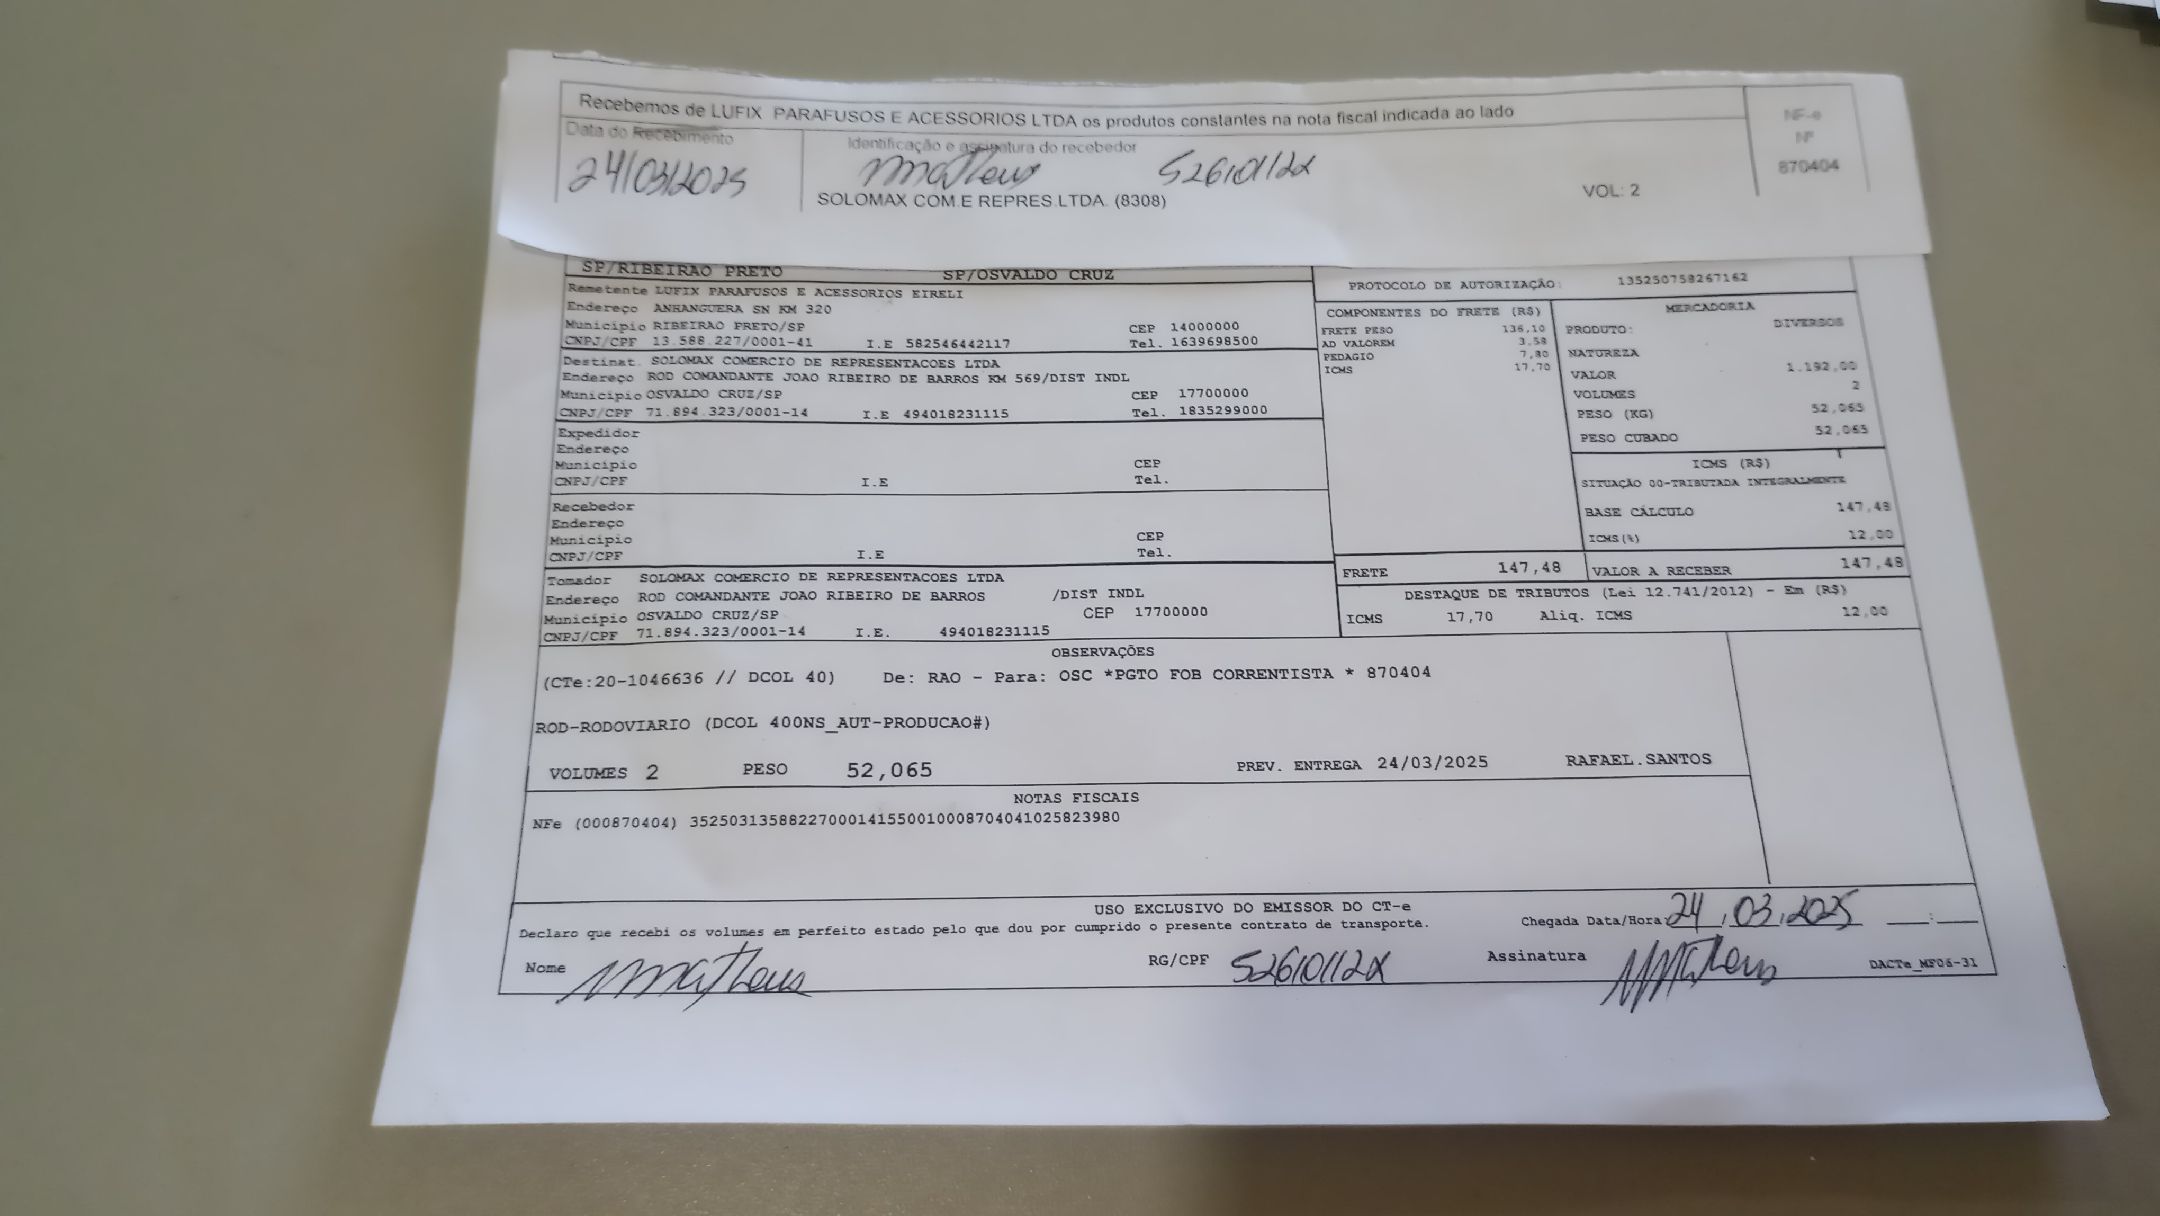 Recebemos de LUFIX PARAFUSOS E ACESSORIOS LTDA os produtos constantes na nota fiscal indicada ao lado
NF-e
Nº
870404
Data do Recebimento
24/03/2025
Identificação e assinatura do recebedor
Matheus
SOLOMAX COM.E REPRES.LTDA. (8308)
VOL: 2
SP/RIBEIRAO PRETO SP/OSVALDO CRUZ
Remetente LUFIX PARAFUSOS E ACESSORIOS EIRELI
Endereço ANHANGUERA SN KM 320
Município RIBEIRAO PRETO/SP CEP 14000000
CNPJ/CPF 13.588.227/0001-41 I.E 582546442117 Tel. 1639698500
Destinat. SOLOMAX COMERCIO DE REPRESENTACOES LTDA
Endereço ROD COMANDANTE JOAO RIBEIRO DE BARROS KM 569/DIST INDL
Município OSVALDO CRUZ/SP CEP 17700000
CNPJ/CPF 71.894.323/0001-14 I.E 494018231115 Tel. 1835299000
Expedidor
Endereço
Município CEP
CNPJ/CPF I.E Tel.
Recebedor
Endereço
Município CEP
CNPJ/CPF I.E Tel.
Tomador SOLOMAX COMERCIO DE REPRESENTACOES LTDA
Endereço ROD COMANDANTE JOAO RIBEIRO DE BARROS /DIST INDL
Município OSVALDO CRUZ/SP CEP 17700000
CNPJ/CPF 71.894.323/0001-14 I.E. 494018231115
PROTOCOLO DE AUTORIZAÇÃO: 135250758267162
COMPONENTES DO FRETE (R$)
FRETE PESO 136,10
AD VALOREM 3,58
PEDAGIO 7,80
ICMS 17,70
MERCADORIA
PRODUTO: DIVERSOS
NATUREZA
VALOR 1.192,00
VOLUMES 2
PESO (KG) 52,065
PESO CUBADO 52,065
ICMS (R$)
SITUAÇÃO 00-TRIBUTADA INTEGRALMENTE
BASE CÁLCULO 147,48
ICMS(%) 12,00
FRETE 147,48 VALOR A RECEBER 147,48
DESTAQUE DE TRIBUTOS (Lei 12.741/2012) - Em (R$)
ICMS 17,70 Aliq. ICMS 12,00
OBSERVAÇÕES
(CTe:20-1046636 // DCOL 40) De: RAO - Para: OSC *PGTO FOB CORRENTISTA * 870404
ROD-RODOVIARIO (DCOL 400NS_AUT-PRODUCAO#)
VOLUMES 2 PESO 52,065 PREV. ENTREGA 24/03/2025 RAFAEL.SANTOS
NOTAS FISCAIS
NFe (000870404) 35250313588227000141550010008704041025823980
USO EXCLUSIVO DO EMISSOR DO CT-e
Declaro que recebi os volumes em perfeito estado pelo que dou por cumprido o presente contrato de transporte.
Chegada Data/Hora: 24/03/2025 __:__
Nome Matheus RG/CPF Assinatura Matheus
DACTe_MF06-31